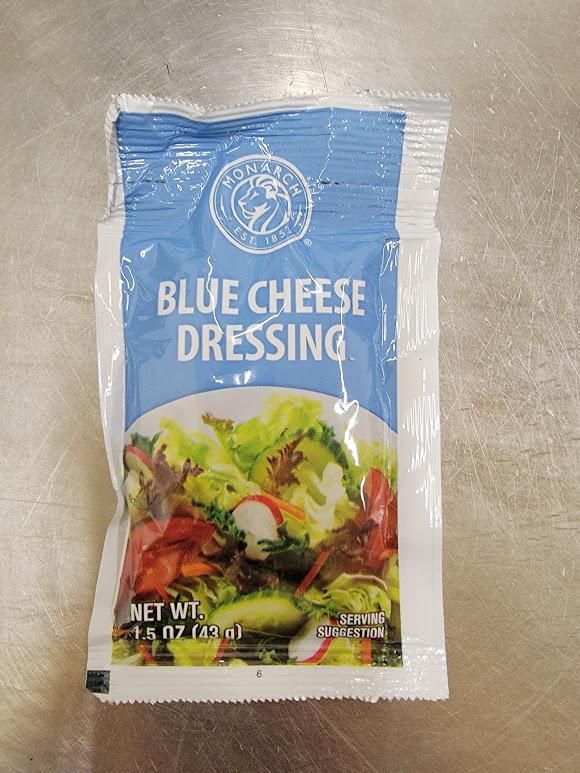 MONARCH
EST. 1853
®
BLUE CHEESE
DRESSING
NET WT.
1.5 OZ (43 g)
SERVING
SUGGESTION
6